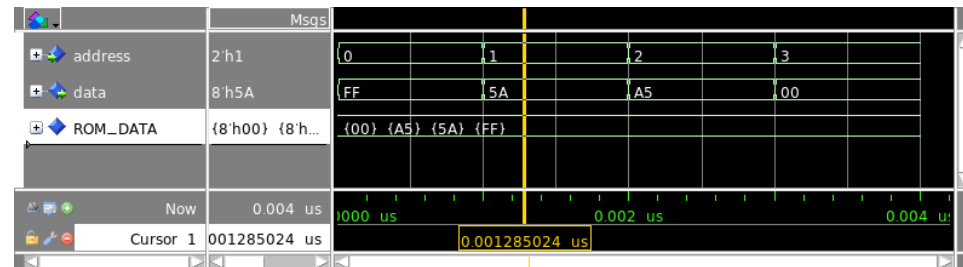 Msgs
address 2'h1 0 1 2 3
data 8'h5A FF 5A A5 00
ROM_DATA {8'h00} {8'h... {00} {A5} {5A} {FF}
Now 0.004 us 0000 us 0.002 us 0.004 us
Cursor 1 001285024 us 0.001285024 us